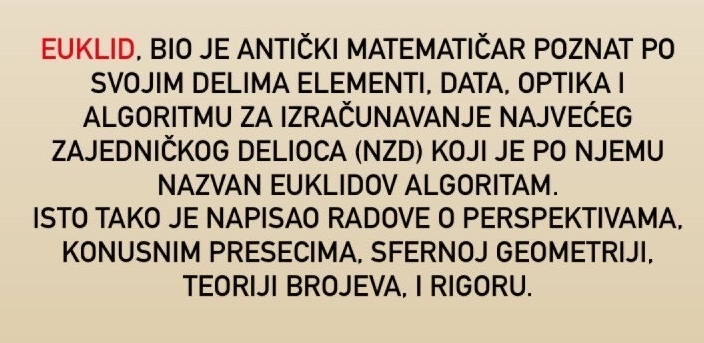 EUKLID, BIO JE ANTIČKI MATEMATIČAR POZNAT PO
SVOJIM DELIMA ELEMENTI, DATA, OPTIKA I
ALGORITMU ZA IZRAČUNAVANJE NAJVEĆEG
ZAJEDNIČKOG DELIOCA (NZD) KOJI JE PO NJEMU
NAZVAN EUKLIDOV ALGORITAM.
ISTO TAKO JE NAPISAO RADOVE O PERSPEKTIVAMA,
KONUSNIM PRESECIMA, SFERNOJ GEOMETRIJI,
TEORIJI BROJEVA, I RIGORU.